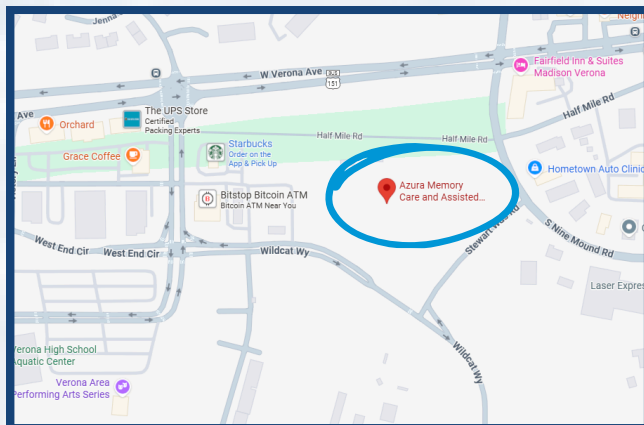 Jenna
W Verona Ave
151
Fairfield Inn & Suites
Madison Verona
Half Mile Rd
Ave
Orchard
The UPS Store
Certified
Packing Experts
Half Mile Rd
Half Mile Rd
Grace Coffee
Starbucks
Order on the
App & Pick Up
Hometown Auto Clinic
Azura Memory
Care and Assisted...
Bitstop Bitcoin ATM
Bitcoin ATM Near You
S Nine Mound Rd
West End Cir
West End Cir
Wildcat Wy
Laser Expre
Wildcat Wy
Verona High School
Aquatic Center
Verona Area
Performing Arts Series